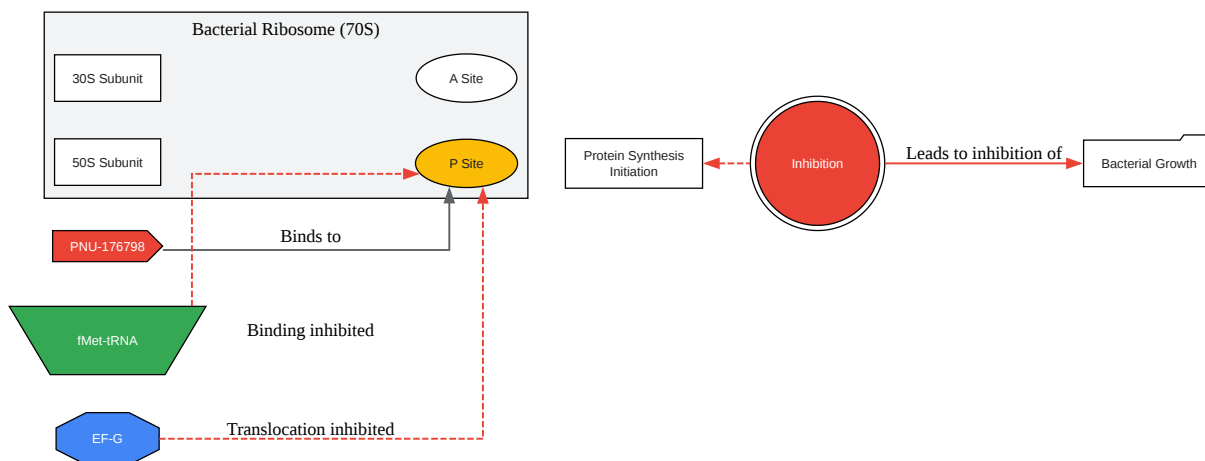 Bacterial Ribosome (70S)
30S Subunit
A Site
50S Subunit
P Site
PNU-176798
Binds to
fMet-tRNA
Binding inhibited
EF-G
Translocation inhibited
Protein Synthesis
Initiation
Inhibition
Leads to inhibition of
Bacterial Growth